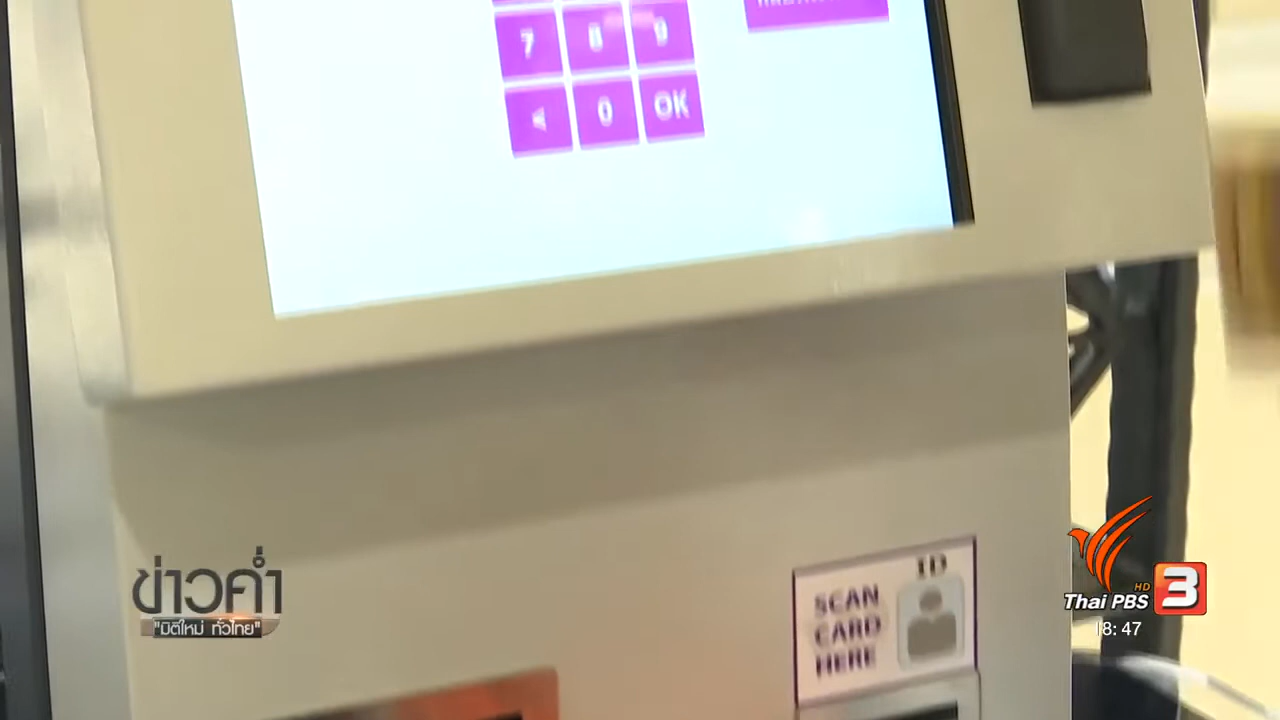 7 8 9
< 0 OK
ID
SCAN
CARD
HERE
ข่าวค่ำ
"มิติใหม่ ทั่วไทย"
HD
Thai PBS 3
18:47